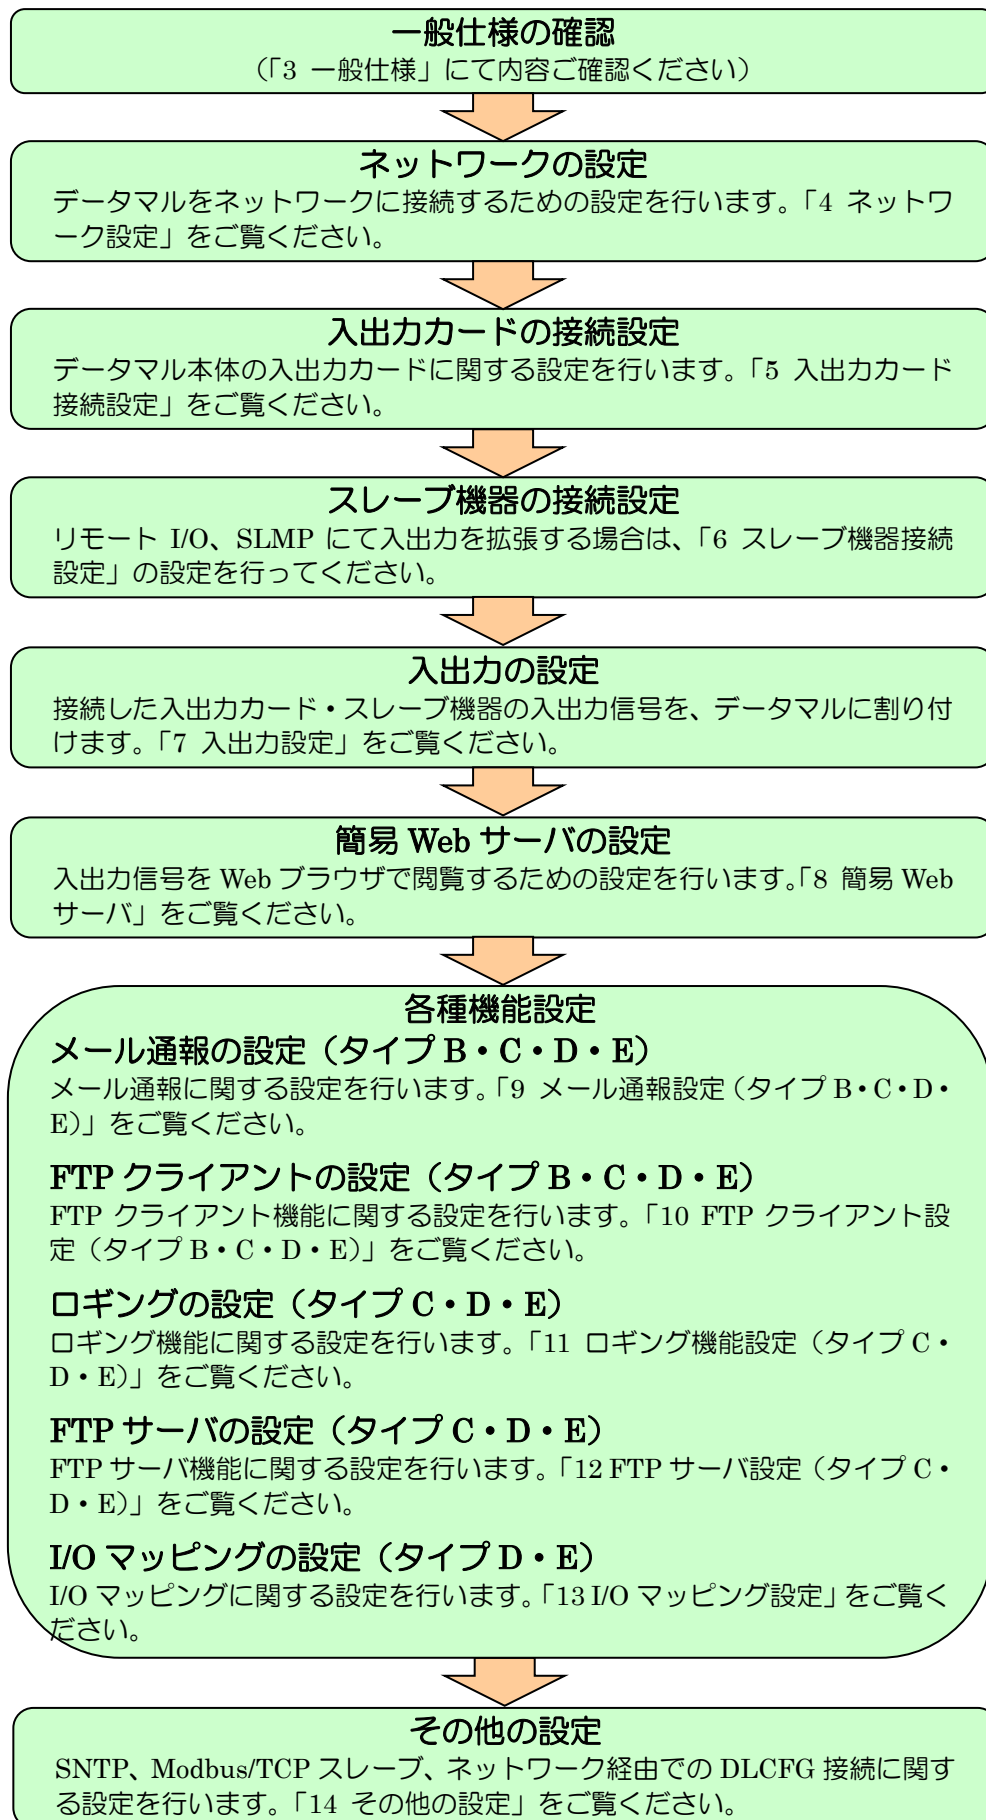 一般仕様の確認
（「3 一般仕様」にて内容ご確認ください）
ネットワークの設定
データマルをネットワークに接続するための設定を行います。「4 ネットワ
ーク設定」をご覧ください。
入出力カードの接続設定
データマル本体の入出力カードに関する設定を行います。「5 入出力カード
接続設定」をご覧ください。
スレーブ機器の接続設定
リモート I/O、SLMP にて入出力を拡張する場合は、「6 スレーブ機器接続
設定」の設定を行ってください。
入出力の設定
接続した入出力カード・スレーブ機器の入出力信号を、データマルに割り付
けます。「7 入出力設定」をご覧ください。
簡易 Web サーバの設定
入出力信号を Web ブラウザで閲覧するための設定を行います。「8 簡易 Web
サーバ」をご覧ください。
各種機能設定
メール通報の設定（タイプ B・C・D・E）
メール通報に関する設定を行います。「9 メール通報設定（タイプ B・C・D・
E）」をご覧ください。
FTP クライアントの設定（タイプ B・C・D・E）
FTP クライアント機能に関する設定を行います。「10 FTP クライアント設
定（タイプ B・C・D・E）」をご覧ください。
ロギングの設定（タイプ C・D・E）
ロギング機能に関する設定を行います。「11 ロギング機能設定（タイプ C・
D・E）」をご覧ください。
FTP サーバの設定（タイプ C・D・E）
FTP サーバ機能に関する設定を行います。「12 FTP サーバ設定（タイプ C・
D・E）」をご覧ください。
I/O マッピングの設定（タイプ D・E）
I/O マッピングに関する設定を行います。「13 I/O マッピング設定」をご覧く
ださい。
その他の設定
SNTP、Modbus/TCP スレーブ、ネットワーク経由での DLCFG 接続に関す
る設定を行います。「14 その他の設定」をご覧ください。